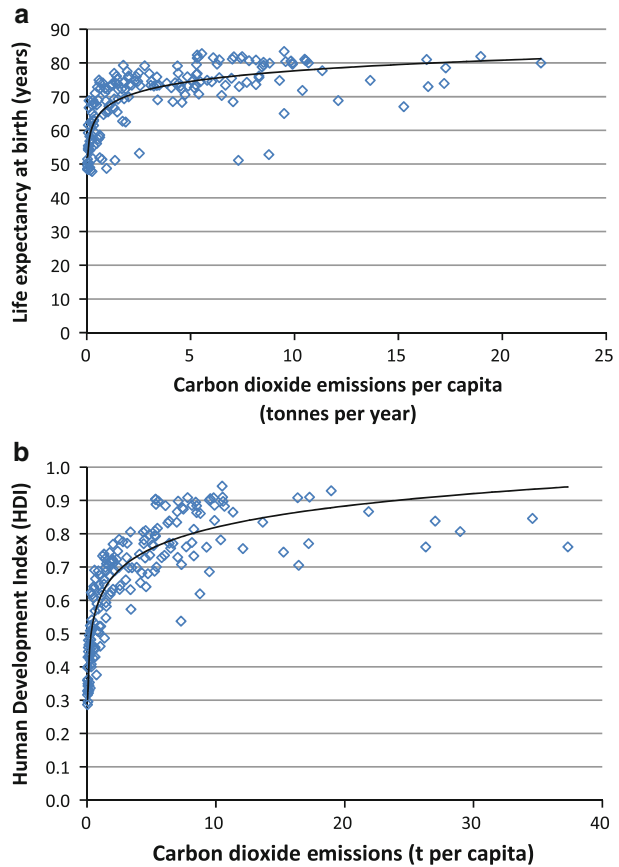 a
Life expectancy at birth (years)
90
80
70
60
50
40
30
20
10
0
0 5 10 15 20 25
Carbon dioxide emissions per capita
(tonnes per year)
b
Human Development Index (HDI)
1.0
0.9
0.8
0.7
0.6
0.5
0.4
0.3
0.2
0.1
0.0
0 10 20 30 40
Carbon dioxide emissions (t per capita)